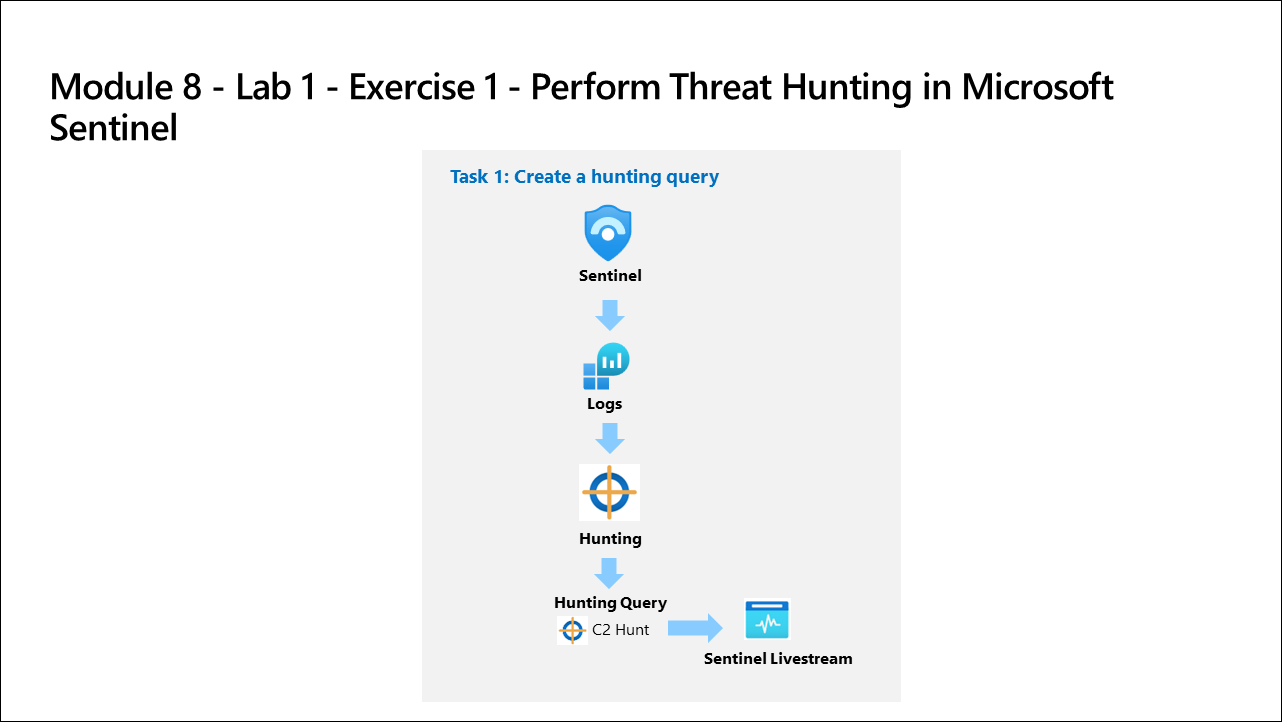 Module 8 - Lab 1 - Exercise 1 - Perform Threat Hunting in Microsoft
Sentinel
Task 1: Create a hunting query
Sentinel
Logs
Hunting
Hunting Query
C2 Hunt
Sentinel Livestream